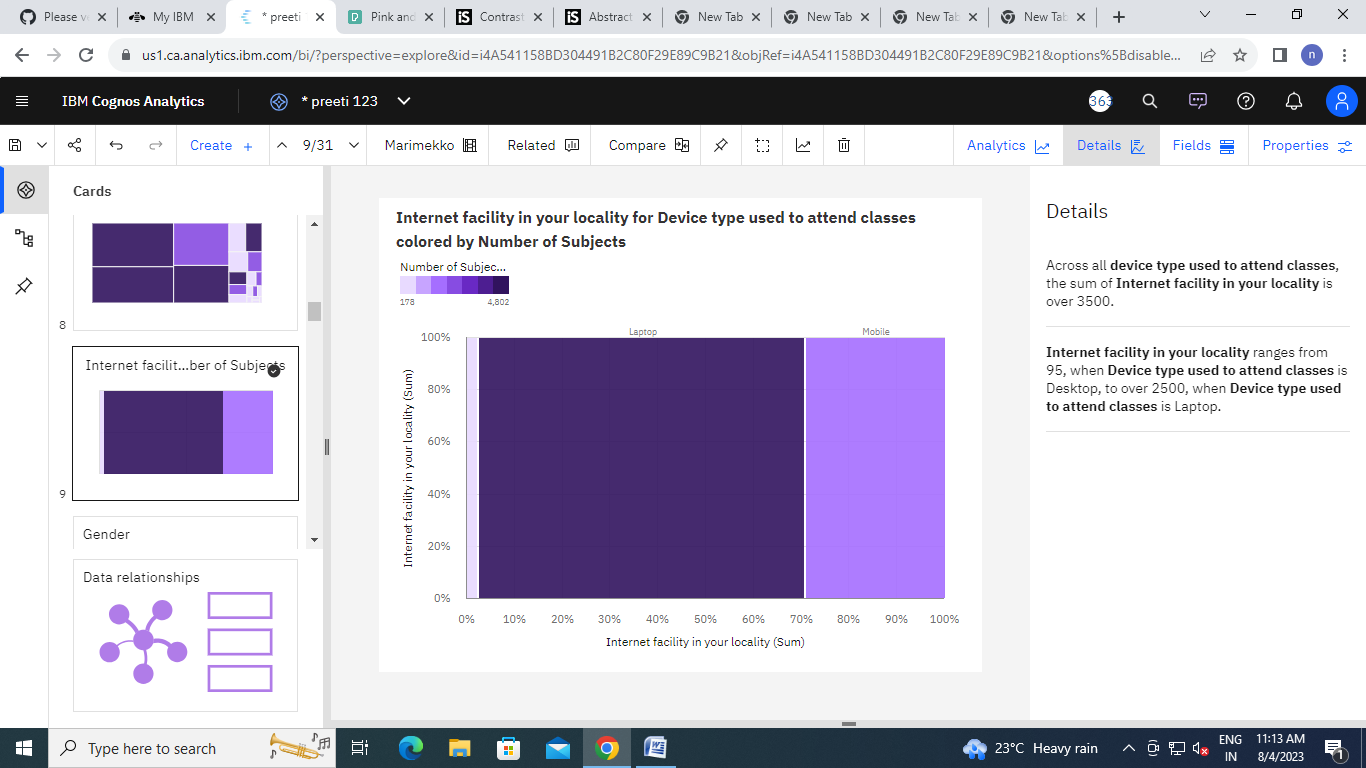 Please ve
My IBM
* preeti
Pink and
Contrast
Abstract
New Tab
New Tab
New Tab
New Tab
us1.ca.analytics.ibm.com/bi/?perspective=explore&id=i4A541158BD304491B2C80F29E89C9B21&objRef=i4A541158BD304491B2C80F29E89C9B21&options%5Bdisable...
n
IBM Cognos Analytics
* preeti 123
363
Create +
9/31
Marimekko
Related
Compare
Analytics
Details
Fields
Properties
Cards
8
Internet facilit...ber of Subjects
9
Gender
Data relationships
Internet facility in your locality for Device type used to attend classes
colored by Number of Subjects
Number of Subjec...
178
4,802
Laptop
Mobile
100%
80%
60%
40%
20%
0%
Internet facility in your locality (Sum)
0%
10%
20%
30%
40%
50%
60%
70%
80%
90%
100%
Internet facility in your locality (Sum)
Details
Across all device type used to attend classes,
the sum of Internet facility in your locality is
over 3500.
Internet facility in your locality ranges from
95, when Device type used to attend classes is
Desktop, to over 2500, when Device type used
to attend classes is Laptop.
Type here to search
23°C Heavy rain
ENG
IN
11:13 AM
8/4/2023
1